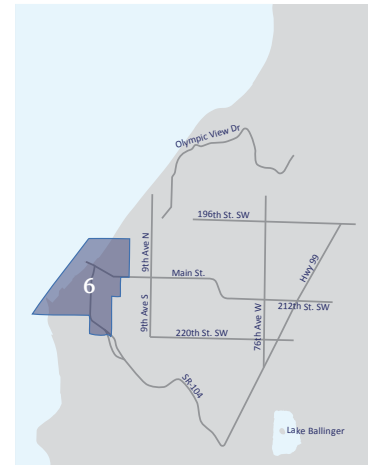 Olympic View Dr
196th St. SW
9th Ave N
Main St.
Hwy 99
6
9th Ave S
76th Ave W
212th St. SW
220th St. SW
SR-104
Lake Ballinger